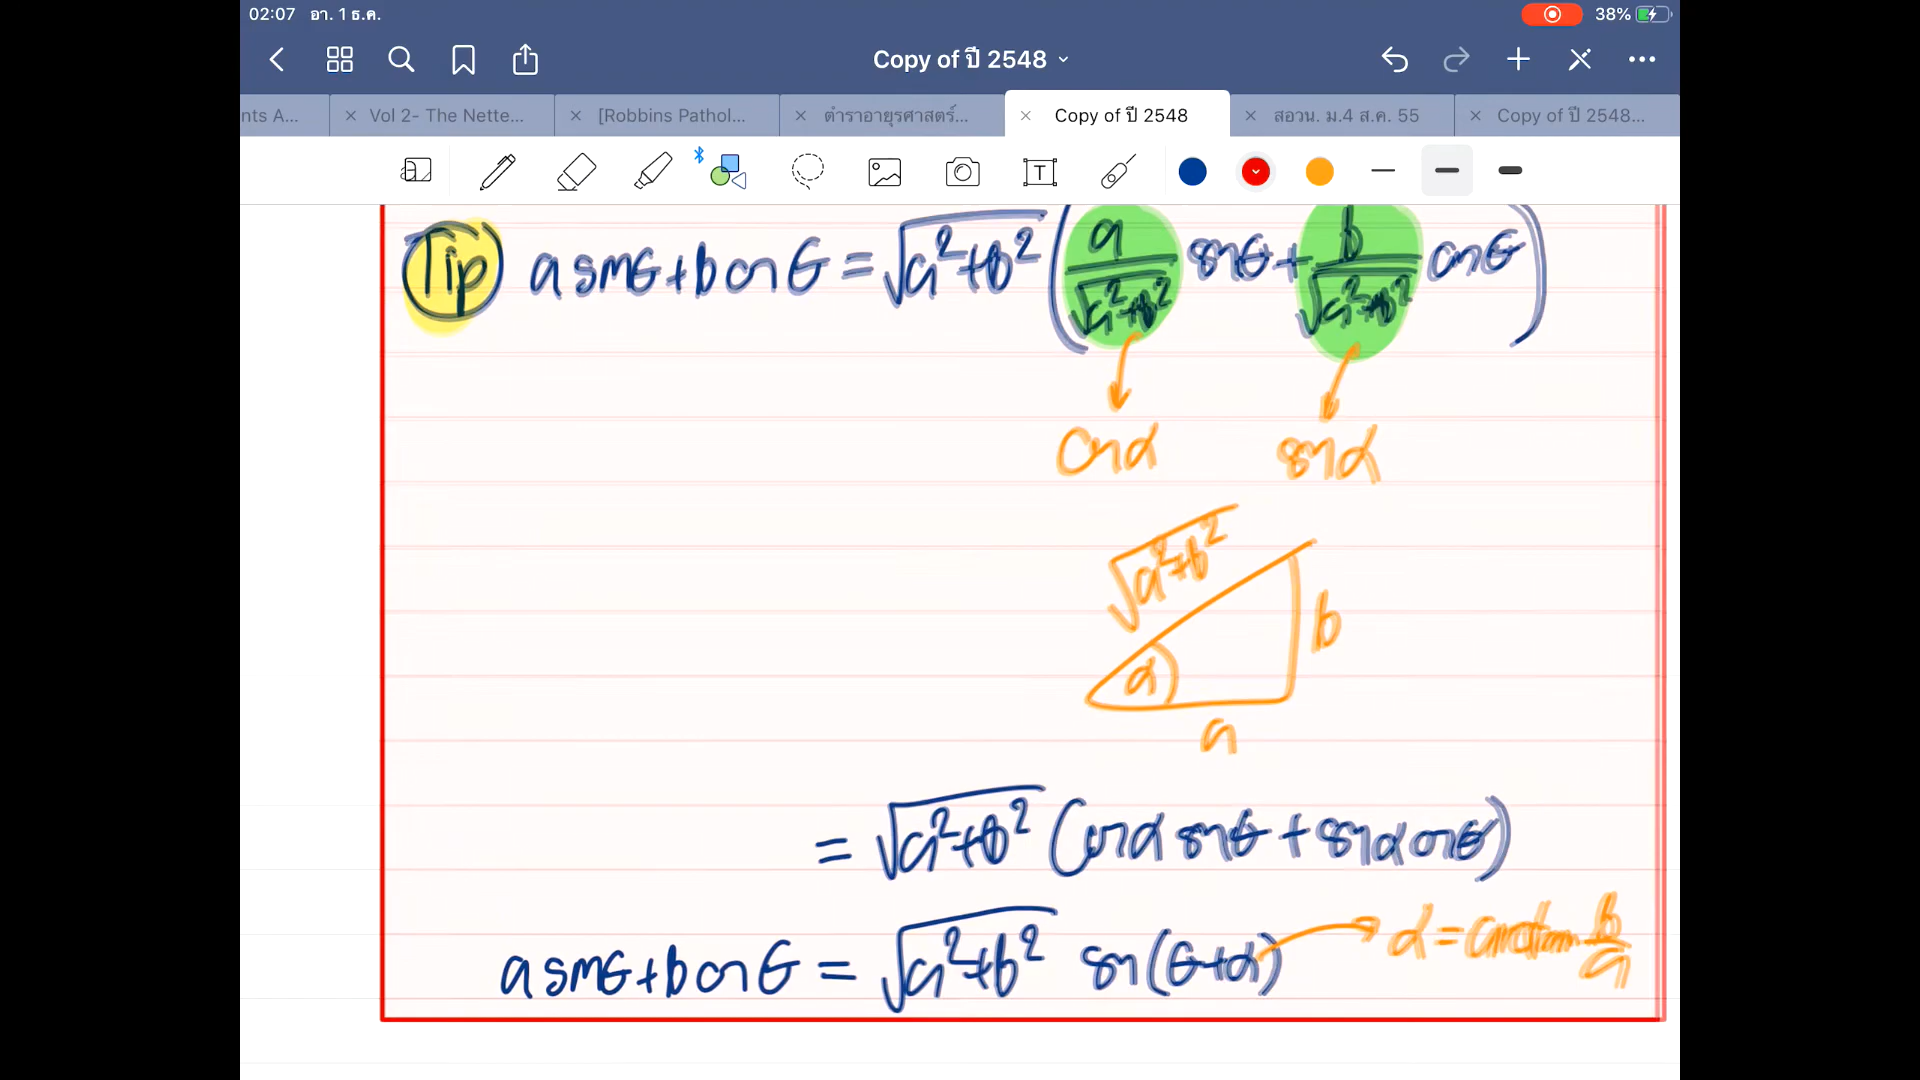 02:07 อา. 1 ธ.ค. 38%
Copy of ปี 2548
nts A... Vol 2- The Nette... [Robbins Pathol... ตำราอายุรศาสตร์... Copy of ปี 2548 สอวน. ม.4 ส.ค. 55 Copy of ปี 2548...
Tip a sinθ + b cosθ = √(a²+b²) (a/√(a²+b²) sinθ + b/√(a²+b²) cosθ)
cosα sinα
√(a²+b²)
b
α
a
= √(a²+b²) (cosα sinθ + sinα cosθ)
a sinθ + b cosθ = √(a²+b²) sin(θ+α) → α = arctan b/a